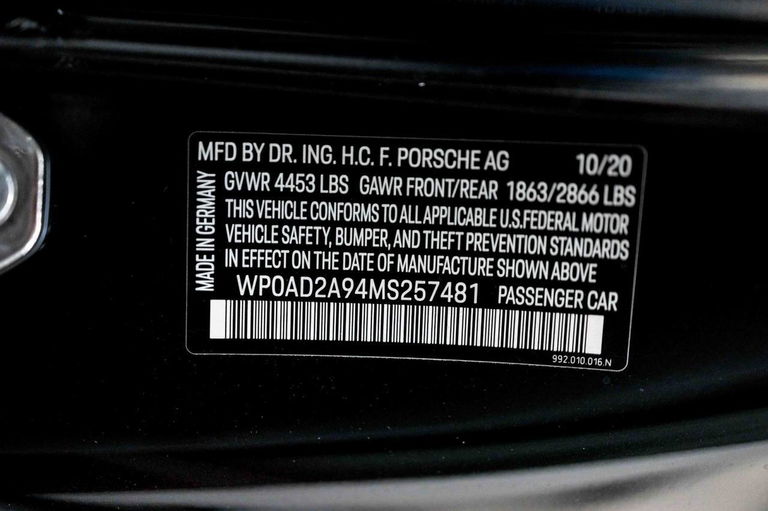 MFD BY DR. ING. H.C. F. PORSCHE AG 10/20
GVWR 4453 LBS GAWR FRONT/REAR 1863/2866 LBS
THIS VEHICLE CONFORMS TO ALL APPLICABLE U.S.FEDERAL MOTOR
VEHICLE SAFETY, BUMPER, AND THEFT PREVENTION STANDARDS
IN EFFECT ON THE DATE OF MANUFACTURE SHOWN ABOVE
MADE IN GERMANY
WP0AD2A94MS257481 PASSENGER CAR
992.010.016.N